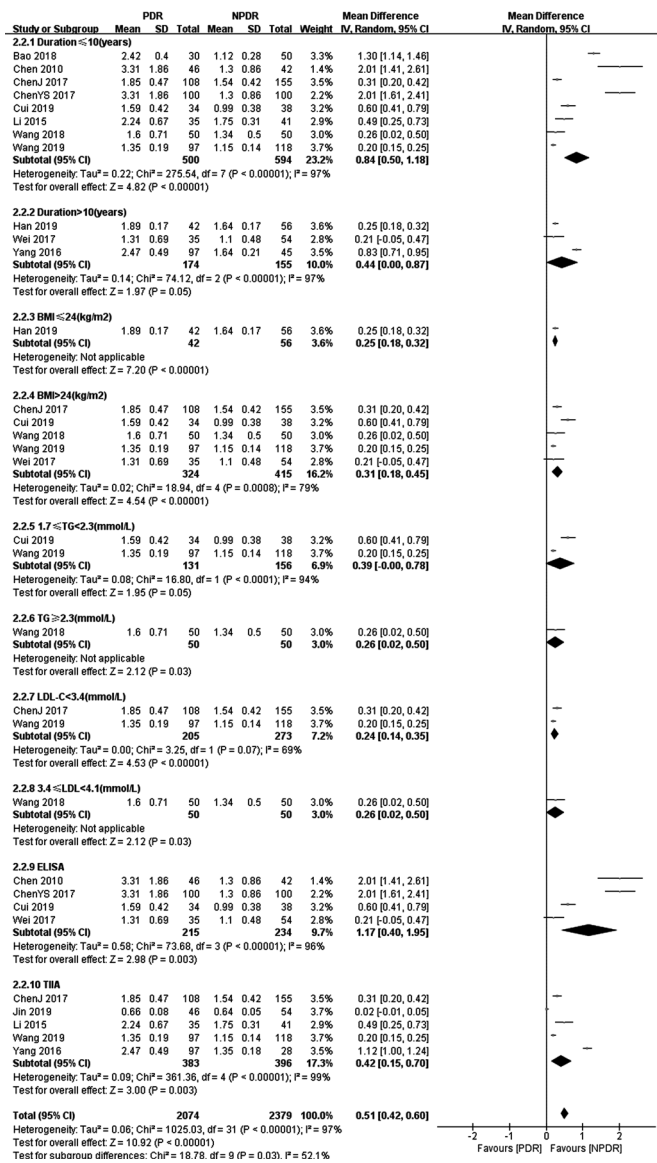 PDR NPDR Mean Difference Mean Difference
Study or Subgroup Mean SD Total Mean SD Total Weight IV, Random, 95% CI IV, Random, 95% CI
2.2.1 Duration≤10(years)
Bao 2018 2.42 0.4 30 1.12 0.28 50 3.3% 1.30 [1.14, 1.46]
Chen 2010 3.31 1.86 46 1.3 0.86 42 1.4% 2.01 [1.41, 2.61]
ChenJ 2017 1.85 0.47 108 1.54 0.42 155 3.5% 0.31 [0.20, 0.42]
ChenYS 2017 3.31 1.86 100 1.3 0.86 100 2.2% 2.01 [1.61, 2.41]
Cui 2019 1.59 0.42 34 0.99 0.38 38 3.2% 0.60 [0.41, 0.79]
Li 2015 2.24 0.67 35 1.75 0.31 41 2.9% 0.49 [0.25, 0.73]
Wang 2018 1.6 0.71 50 1.34 0.5 50 3.0% 0.26 [0.02, 0.50]
Wang 2019 1.35 0.19 97 1.15 0.14 118 3.7% 0.20 [0.15, 0.25]
Subtotal (95% CI) 500 594 23.2% 0.84 [0.50, 1.18]
Heterogeneity: Tau² = 0.22; Chi² = 275.54, df = 7 (P < 0.00001); I² = 97%
Test for overall effect: Z = 4.82 (P < 0.00001)
2.2.2 Duration>10(years)
Han 2019 1.89 0.17 42 1.64 0.17 56 3.6% 0.25 [0.18, 0.32]
Wei 2017 1.31 0.69 35 1.1 0.48 54 2.8% 0.21 [-0.05, 0.47]
Yang 2016 2.47 0.49 97 1.64 0.21 45 3.5% 0.83 [0.71, 0.95]
Subtotal (95% CI) 174 155 10.0% 0.44 [0.00, 0.87]
Heterogeneity: Tau² = 0.14; Chi² = 74.12, df = 2 (P < 0.00001); I² = 97%
Test for overall effect: Z = 1.97 (P = 0.05)
2.2.3 BMI≤24(kg/m2)
Han 2019 1.89 0.17 42 1.64 0.17 56 3.6% 0.25 [0.18, 0.32]
Subtotal (95% CI) 42 56 3.6% 0.25 [0.18, 0.32]
Heterogeneity: Not applicable
Test for overall effect: Z = 7.20 (P < 0.00001)
2.2.4 BMI>24(kg/m2)
ChenJ 2017 1.85 0.47 108 1.54 0.42 155 3.5% 0.31 [0.20, 0.42]
Cui 2019 1.59 0.42 34 0.99 0.38 38 3.2% 0.60 [0.41, 0.79]
Wang 2018 1.6 0.71 50 1.34 0.5 50 3.0% 0.26 [0.02, 0.50]
Wang 2019 1.35 0.19 97 1.15 0.14 118 3.7% 0.20 [0.15, 0.25]
Wei 2017 1.31 0.69 35 1.1 0.48 54 2.8% 0.21 [-0.05, 0.47]
Subtotal (95% CI) 324 415 16.2% 0.31 [0.18, 0.45]
Heterogeneity: Tau² = 0.02; Chi² = 18.94, df = 4 (P = 0.0008); I² = 79%
Test for overall effect: Z = 4.54 (P < 0.00001)
2.2.5 1.7≤TG<2.3(mmol/L)
Cui 2019 1.59 0.42 34 0.99 0.38 38 3.2% 0.60 [0.41, 0.79]
Wang 2019 1.35 0.19 97 1.15 0.14 118 3.7% 0.20 [0.15, 0.25]
Subtotal (95% CI) 131 156 6.9% 0.39 [-0.00, 0.78]
Heterogeneity: Tau² = 0.08; Chi² = 16.80, df = 1 (P < 0.0001); I² = 94%
Test for overall effect: Z = 1.95 (P = 0.05)
2.2.6 TG≥2.3(mmol/L)
Wang 2018 1.6 0.71 50 1.34 0.5 50 3.0% 0.26 [0.02, 0.50]
Subtotal (95% CI) 50 50 3.0% 0.26 [0.02, 0.50]
Heterogeneity: Not applicable
Test for overall effect: Z = 2.12 (P = 0.03)
2.2.7 LDL-C<3.4(mmol/L)
ChenJ 2017 1.85 0.47 108 1.54 0.42 155 3.5% 0.31 [0.20, 0.42]
Wang 2019 1.35 0.19 97 1.15 0.14 118 3.7% 0.20 [0.15, 0.25]
Subtotal (95% CI) 205 273 7.2% 0.24 [0.14, 0.35]
Heterogeneity: Tau² = 0.00; Chi² = 3.25, df = 1 (P = 0.07); I² = 69%
Test for overall effect: Z = 4.53 (P < 0.00001)
2.2.8 3.4≤LDL<4.1(mmol/L)
Wang 2018 1.6 0.71 50 1.34 0.5 50 3.0% 0.26 [0.02, 0.50]
Subtotal (95% CI) 50 50 3.0% 0.26 [0.02, 0.50]
Heterogeneity: Not applicable
Test for overall effect: Z = 2.12 (P = 0.03)
2.2.9 ELISA
Chen 2010 3.31 1.86 46 1.3 0.86 42 1.4% 2.01 [1.41, 2.61]
ChenYS 2017 3.31 1.86 100 1.3 0.86 100 2.2% 2.01 [1.61, 2.41]
Cui 2019 1.59 0.42 34 0.99 0.38 38 3.2% 0.60 [0.41, 0.79]
Wei 2017 1.31 0.69 35 1.1 0.48 54 2.8% 0.21 [-0.05, 0.47]
Subtotal (95% CI) 215 234 9.7% 1.17 [0.40, 1.95]
Heterogeneity: Tau² = 0.58; Chi² = 73.68, df = 3 (P < 0.00001); I² = 96%
Test for overall effect: Z = 2.98 (P = 0.003)
2.2.10 TIIA
ChenJ 2017 1.85 0.47 108 1.54 0.42 155 3.5% 0.31 [0.20, 0.42]
Jin 2019 0.66 0.08 46 0.64 0.05 54 3.7% 0.02 [-0.01, 0.05]
Li 2015 2.24 0.67 35 1.75 0.31 41 2.9% 0.49 [0.25, 0.73]
Wang 2019 1.35 0.19 97 1.15 0.14 118 3.7% 0.20 [0.15, 0.25]
Yang 2016 2.47 0.49 97 1.35 0.18 28 3.5% 1.12 [1.00, 1.24]
Subtotal (95% CI) 383 396 17.3% 0.42 [0.15, 0.70]
Heterogeneity: Tau² = 0.09; Chi² = 361.36, df = 4 (P < 0.00001); I² = 99%
Test for overall effect: Z = 3.00 (P = 0.003)
Total (95% CI) 2074 2379 100.0% 0.51 [0.42, 0.60]
Heterogeneity: Tau² = 0.06; Chi² = 1025.03, df = 31 (P < 0.00001); I² = 97%
Test for overall effect: Z = 10.92 (P < 0.00001)
Test for subgroup differences: Chi² = 18.78, df = 9 (P = 0.03), I² = 52.1%
-2 -1 0 1 2
Favours [PDR] Favours [NPDR]